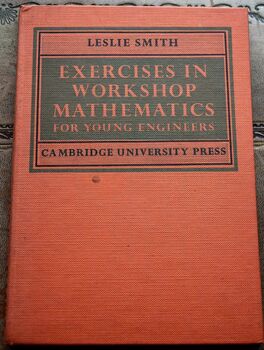 LESLIE SMITH
EXERCISES IN
WORKSHOP
MATHEMATICS
FOR YOUNG ENGINEERS
CAMBRIDGE UNIVERSITY PRESS